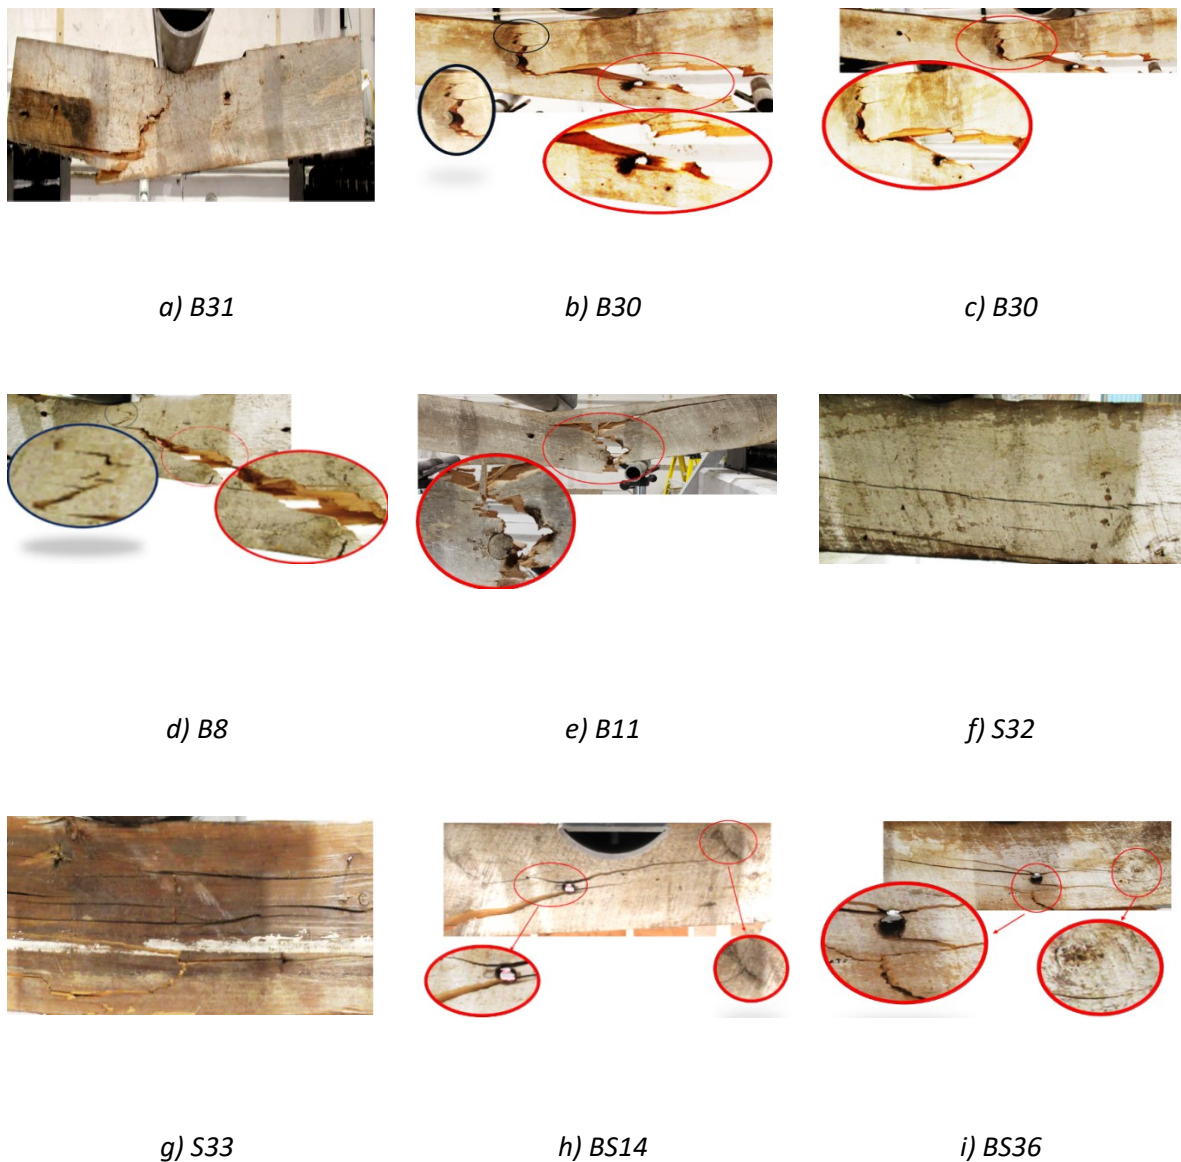 a) B31
b) B30
c) B30
d) B8
e) B11
f) S32
g) S33
h) BS14
i) BS36